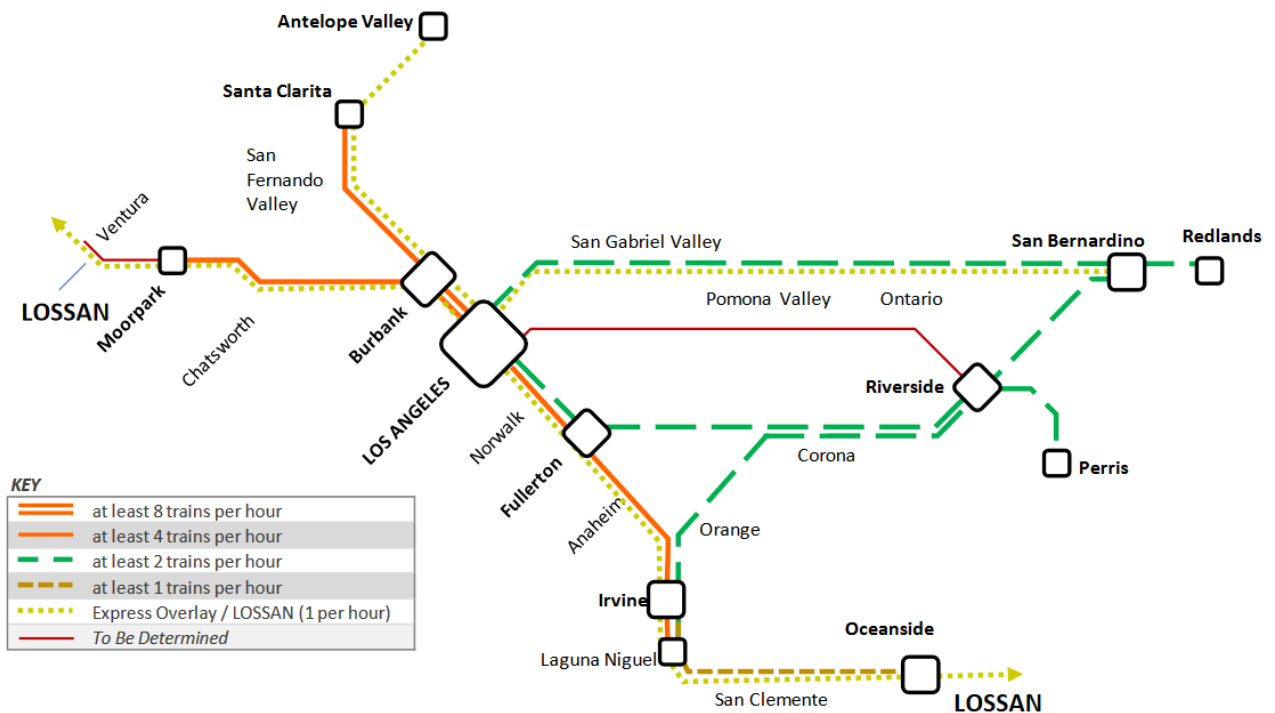 Antelope Valley
Santa Clarita
San
Fernando
Valley
Ventura
LOSSAN
Moorpark
Chatsworth
Burbank
LOS ANGELES
San Gabriel Valley
San Bernardino
Redlands
Pomona Valley
Ontario
Riverside
Norwalk
Fullerton
Corona
Perris
Anaheim
Orange
Irvine
Laguna Niguel
Oceanside
San Clemente
LOSSAN
KEY
at least 8 trains per hour
at least 4 trains per hour
at least 2 trains per hour
at least 1 trains per hour
Express Overlay / LOSSAN (1 per hour)
To Be Determined